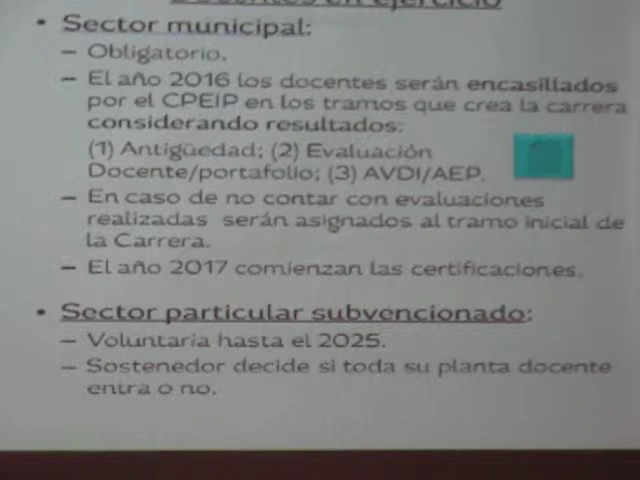 Docentes en ejercicio
• Sector municipal:
– Obligatorio.
– El año 2016 los docentes serán encasillados
por el CPEIP en los tramos que crea la carrera
considerando resultados:
(1) Antigüedad; (2) Evaluación
Docente/portafolio; (3) AVDI/AEP.
– En caso de no contar con evaluaciones
realizadas serán asignados al tramo inicial de
la Carrera.
– El año 2017 comienzan las certificaciones.
• Sector particular subvencionado:
– Voluntaria hasta el 2025.
– Sostenedor decide si toda su planta docente
entra o no.